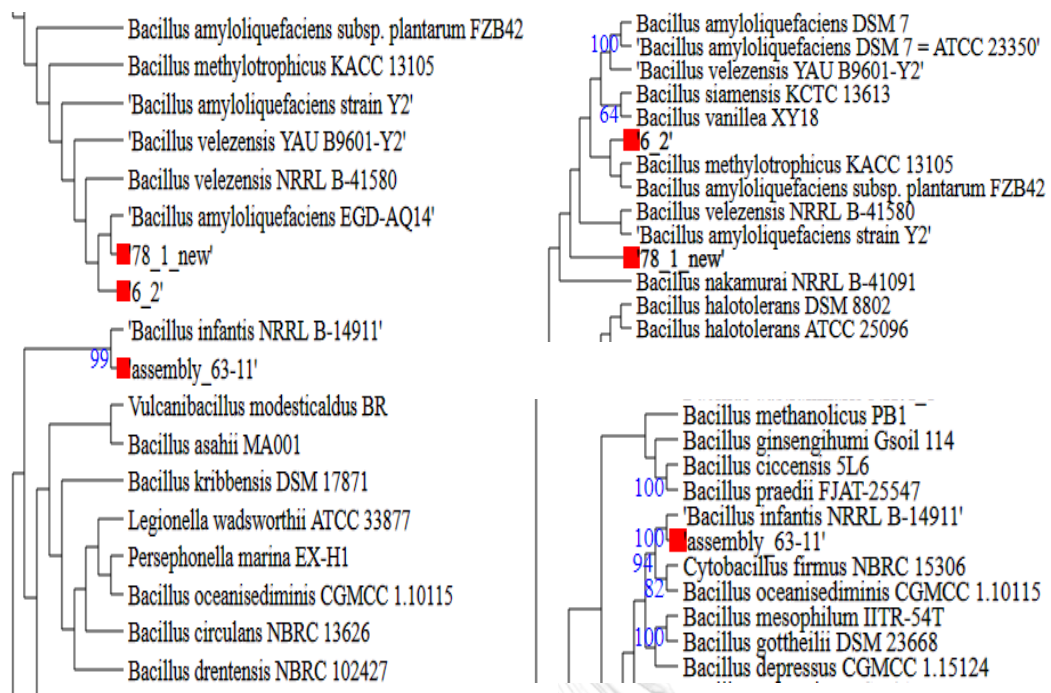 Bacillus amyloliquefaciens subsp. plantarum FZB42
Bacillus methylotrophicus KACC 13105
'Bacillus amyloliquefaciens strain Y2'
'Bacillus velezensis YAU B9601-Y2'
Bacillus velezensis NRRL B-41580
'Bacillus amyloliquefaciens EGD-AQ14'
'78_1_new'
'6_2'
'Bacillus infantis NRRL B-14911'
99
'assembly_63-11'
Vulcanibacillus modesticaldus BR
Bacillus asahii MA001
Bacillus kribbensis DSM 17871
Legionella wadsworthii ATCC 33877
Persephonella marina EX-H1
Bacillus oceanisediminis CGMCC 1.10115
Bacillus circulans NBRC 13626
Bacillus drentensis NBRC 102427
Bacillus amyloliquefaciens DSM 7
100
'Bacillus amyloliquefaciens DSM 7 = ATCC 23350'
'Bacillus velezensis YAU B9601-Y2'
Bacillus siamensis KCTC 13613
64
Bacillus vanillea XY18
'6_2'
Bacillus methylotrophicus KACC 13105
Bacillus amyloliquefaciens subsp. plantarum FZB42
Bacillus velezensis NRRL B-41580
'Bacillus amyloliquefaciens strain Y2'
'78_1_new'
Bacillus nakamurai NRRL B-41091
Bacillus halotolerans DSM 8802
Bacillus halotolerans ATCC 25096
Bacillus methanolicus PB1
Bacillus ginsengihumi Gsoil 114
Bacillus ciccensis 5L6
100
Bacillus praedii FJAT-25547
'Bacillus infantis NRRL B-14911'
100
'assembly_63-11'
94
Cytobacillus firmus NBRC 15306
82
Bacillus oceanisediminis CGMCC 1.10115
Bacillus mesophilum IITR-54T
100
Bacillus gottheilii DSM 23668
Bacillus depressus CGMCC 1.15124